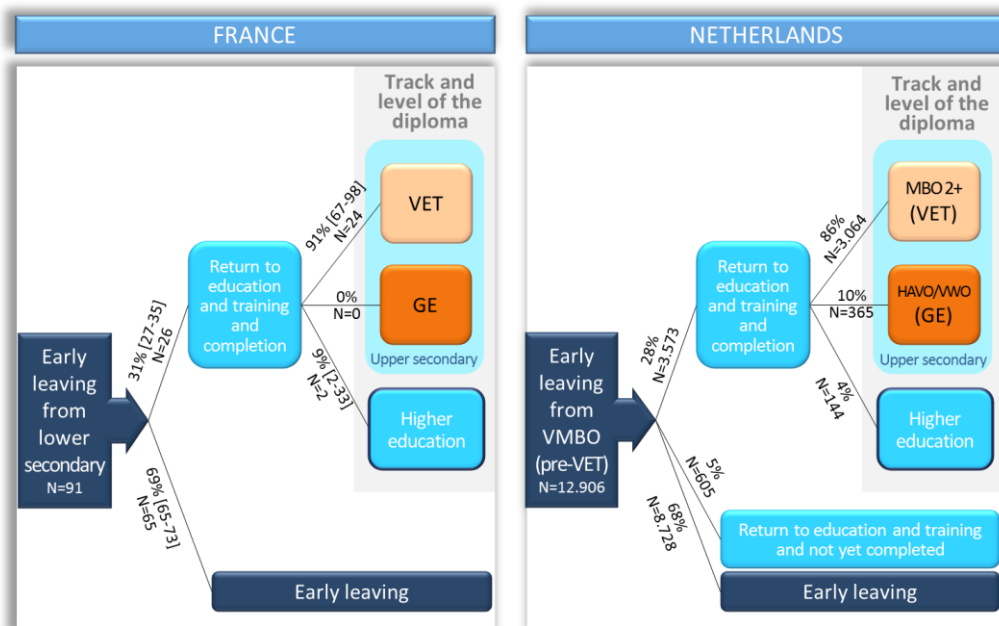 FRANCE
Track and
level of the
diploma
VET
91% [67-98]
N=24
Return to
education
and training
and
completion
0%
N=0
GE
Upper secondary
31% [27-35]
N=26
9% [2-33]
N=2
Higher
education
Early
leaving
from
lower
secondary
N=91
69% [65-73]
N=65
Early leaving
NETHERLANDS
Track and
level of the
diploma
MBO 2+
(VET)
86%
N=3.064
Return to
education
and training
and
completion
10%
N=365
HAVO/VWO
(GE)
Upper secondary
28%
N=3.573
4%
N=144
Higher
education
Early
leaving
from
VMBO
(pre-VET)
N=12.906
5%
N=605
68%
N=8.728
Return to education and training
and not yet completed
Early leaving